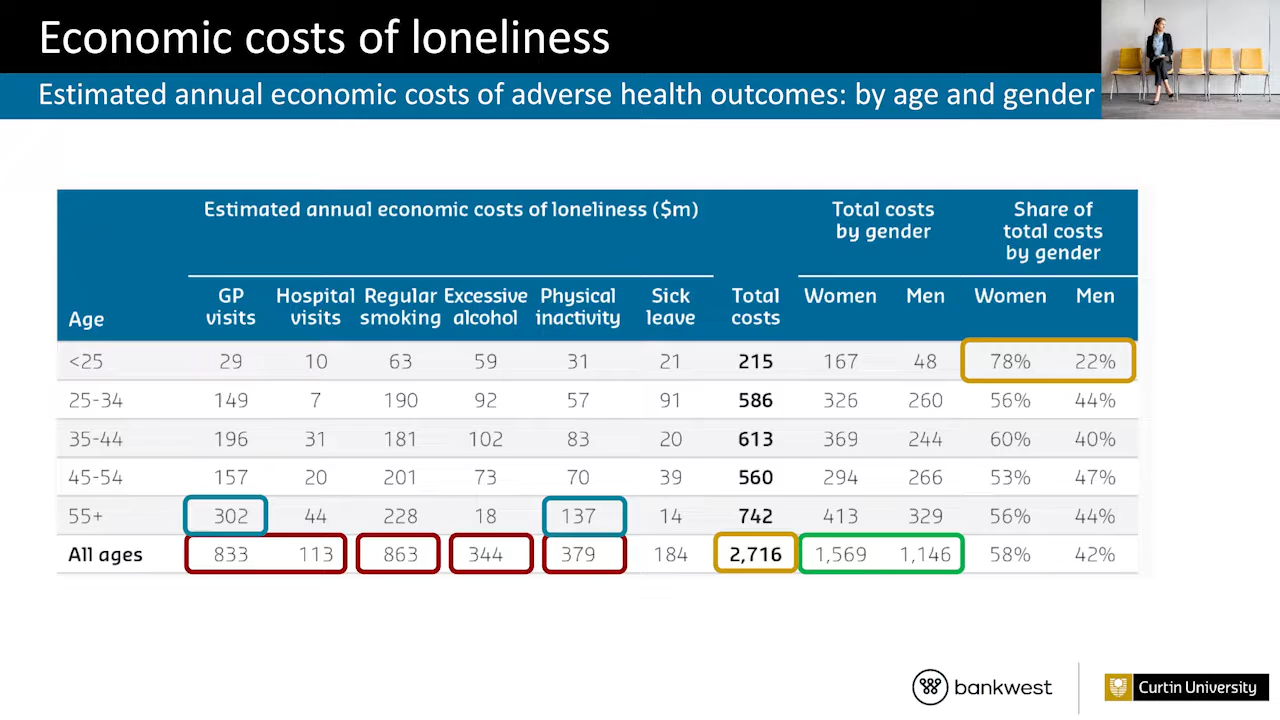 Economic costs of loneliness
Estimated annual economic costs of adverse health outcomes: by age and gender
Estimated annual economic costs of loneliness ($m)
Total costs by gender
Share of total costs by gender
Age
GP visits
Hospital visits
Regular smoking
Excessive alcohol
Physical inactivity
Sick leave
Total costs
Women
Men
Women
Men
<25 29 10 63 59 31 21 215 167 48 78% 22%
25-34 149 7 190 92 57 91 586 326 260 56% 44%
35-44 196 31 181 102 83 20 613 369 244 60% 40%
45-54 157 20 201 73 70 39 560 294 266 53% 47%
55+ 302 44 228 18 137 14 742 413 329 56% 44%
All ages 833 113 863 344 379 184 2,716 1,569 1,146 58% 42%
bankwest
Curtin University